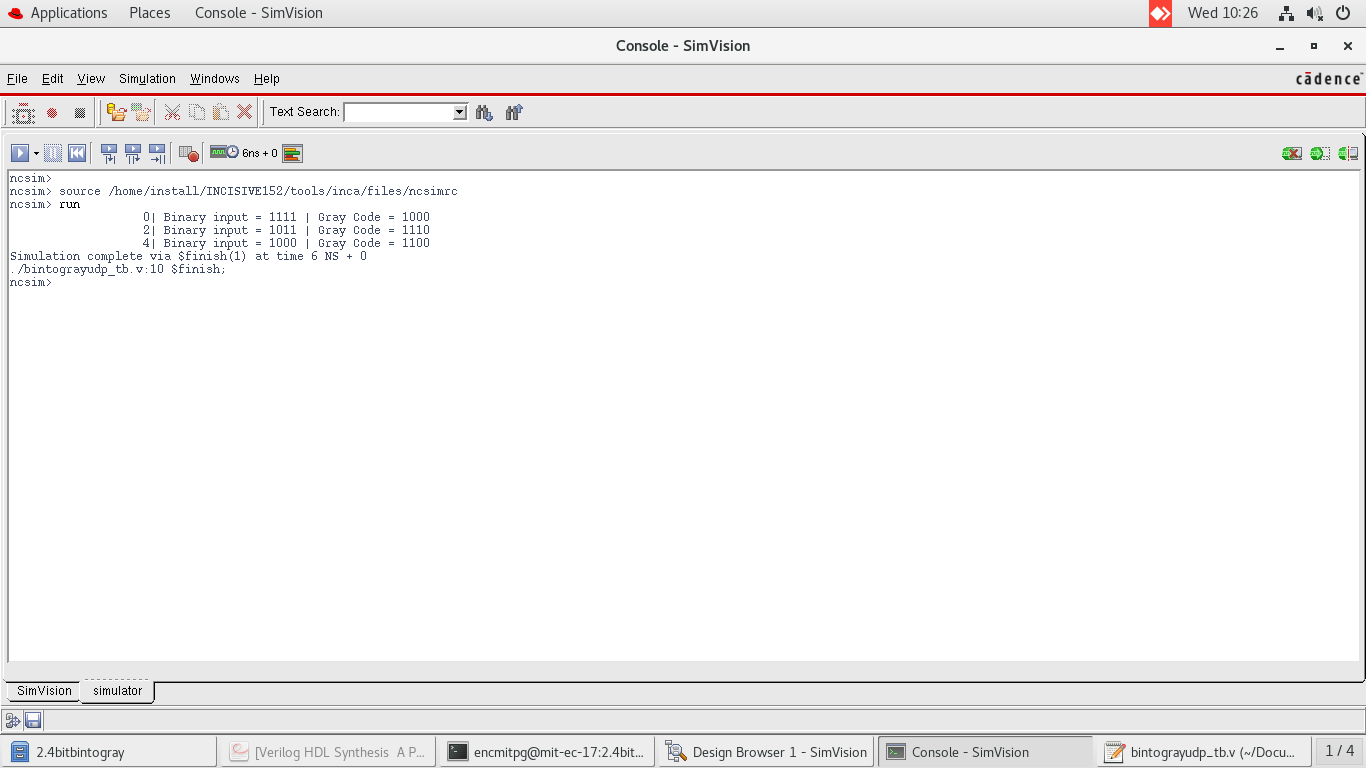 Applications Places Console - SimVision Wed 10:26
Console - SimVision
File Edit View Simulation Windows Help cādence
Text Search:
6ns + 0
ncsim>
ncsim> source /home/install/INCISIVE152/tools/inca/files/ncsimrc
ncsim> run
0| Binary input = 1111 | Gray Code = 1000
2| Binary input = 1011 | Gray Code = 1110
4| Binary input = 1000 | Gray Code = 1100
Simulation complete via $finish(1) at time 6 NS + 0
./bintograyudp_tb.v:10 $finish;
ncsim>
SimVision simulator
2.4bitbintogray [Verilog HDL Synthesis A P... encmitpg@mit-ec-17:2.4bit... Design Browser 1 - SimVision Console - SimVision bintograyudp_tb.v (~/Docu... 1 / 4